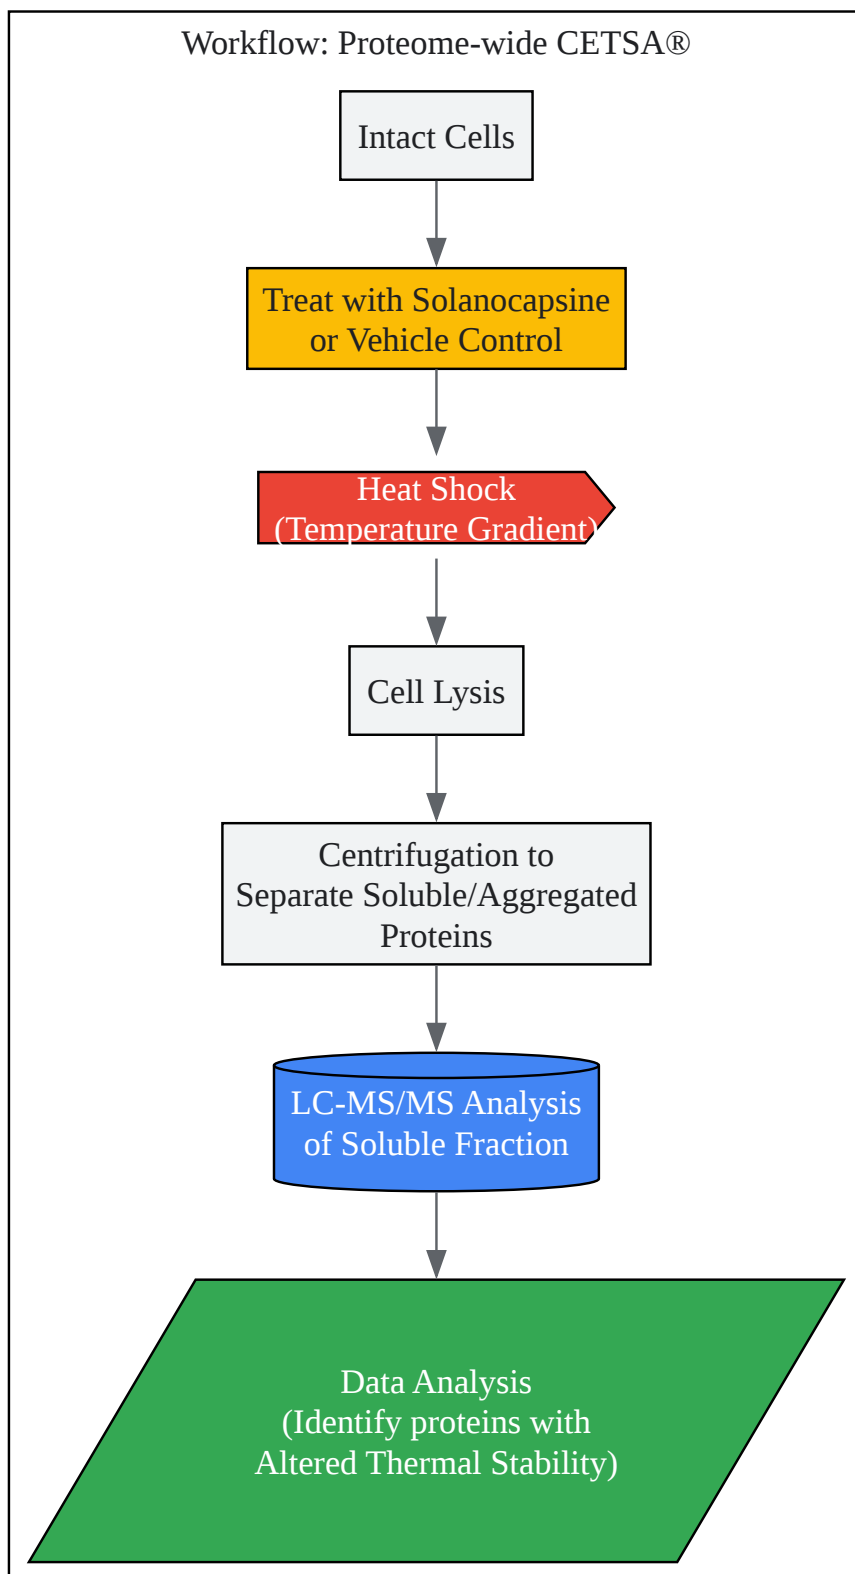 Workflow: Proteome-wide CETSA®
Intact Cells
Treat with Solanocapsine
or Vehicle Control
Heat Shock
(Temperature Gradient)
Cell Lysis
Centrifugation to
Separate Soluble/Aggregated
Proteins
LC-MS/MS Analysis
of Soluble Fraction
Data Analysis
(Identify proteins with
Altered Thermal Stability)